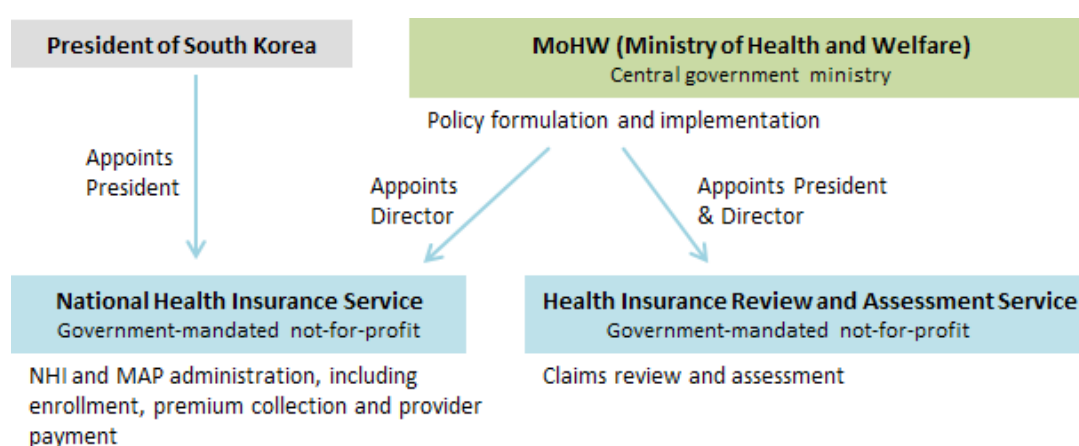 President of South Korea
MoHW (Ministry of Health and Welfare)
Central government ministry
Policy formulation and implementation
Appoints
President
Appoints
Director
Appoints President
& Director
National Health Insurance Service
Government-mandated not-for-profit
Health Insurance Review and Assessment Service
Government-mandated not-for-profit
NHI and MAP administration, including
enrollment, premium collection and provider
payment
Claims review and assessment